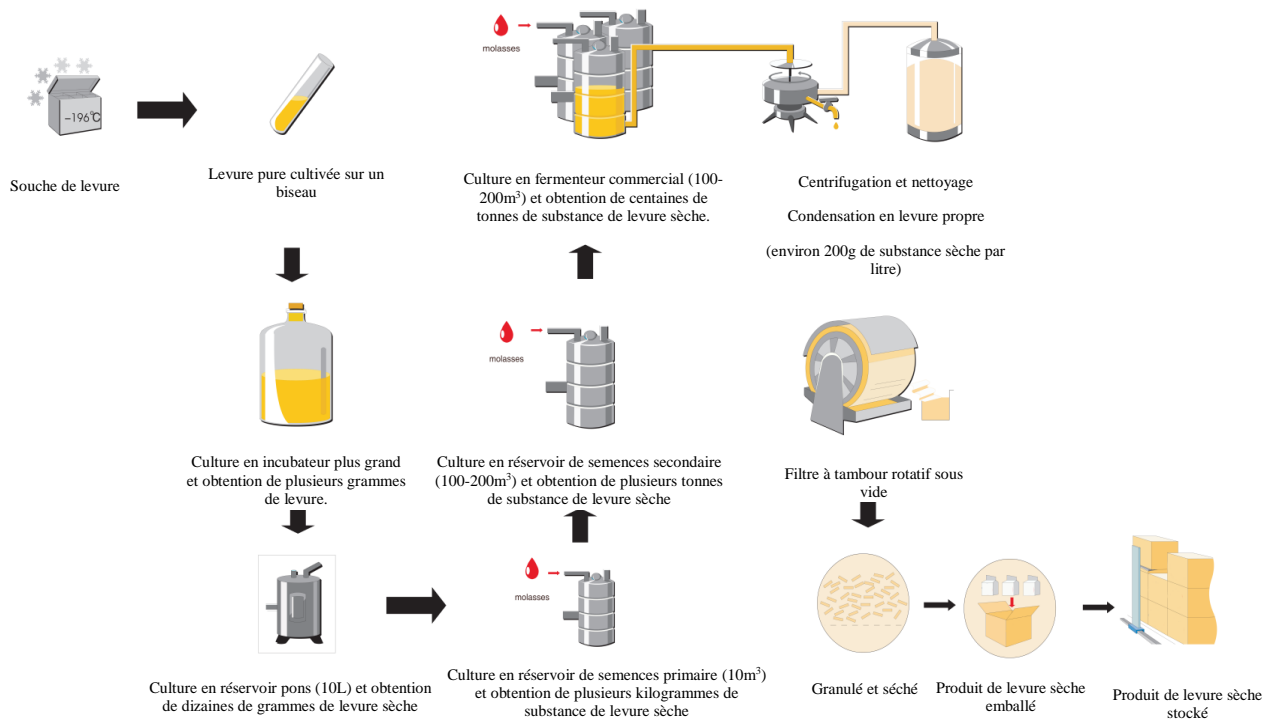 –196℃
Souche de levure
Levure pure cultivée sur un
biseau
Culture en incubateur plus grand
et obtention de plusieurs grammes
de levure.
Culture en réservoir pons (10L) et obtention
de dizaines de grammes de levure sèche
molasses
Culture en réservoir de semences primaire (10m³)
et obtention de plusieurs kilogrammes de
substance de levure sèche
molasses
Culture en réservoir de semences secondaire
(100-200m³) et obtention de plusieurs tonnes
de substance de levure sèche
molasses
Culture en fermenteur commercial (100-
200m³) et obtention de centaines de
tonnes de substance de levure sèche.
Centrifugation et nettoyage
Condensation en levure propre
(environ 200g de substance sèche par
litre)
Filtre à tambour rotatif sous
vide
Granulé et séché
Produit de levure sèche
emballé
Produit de levure sèche
stocké